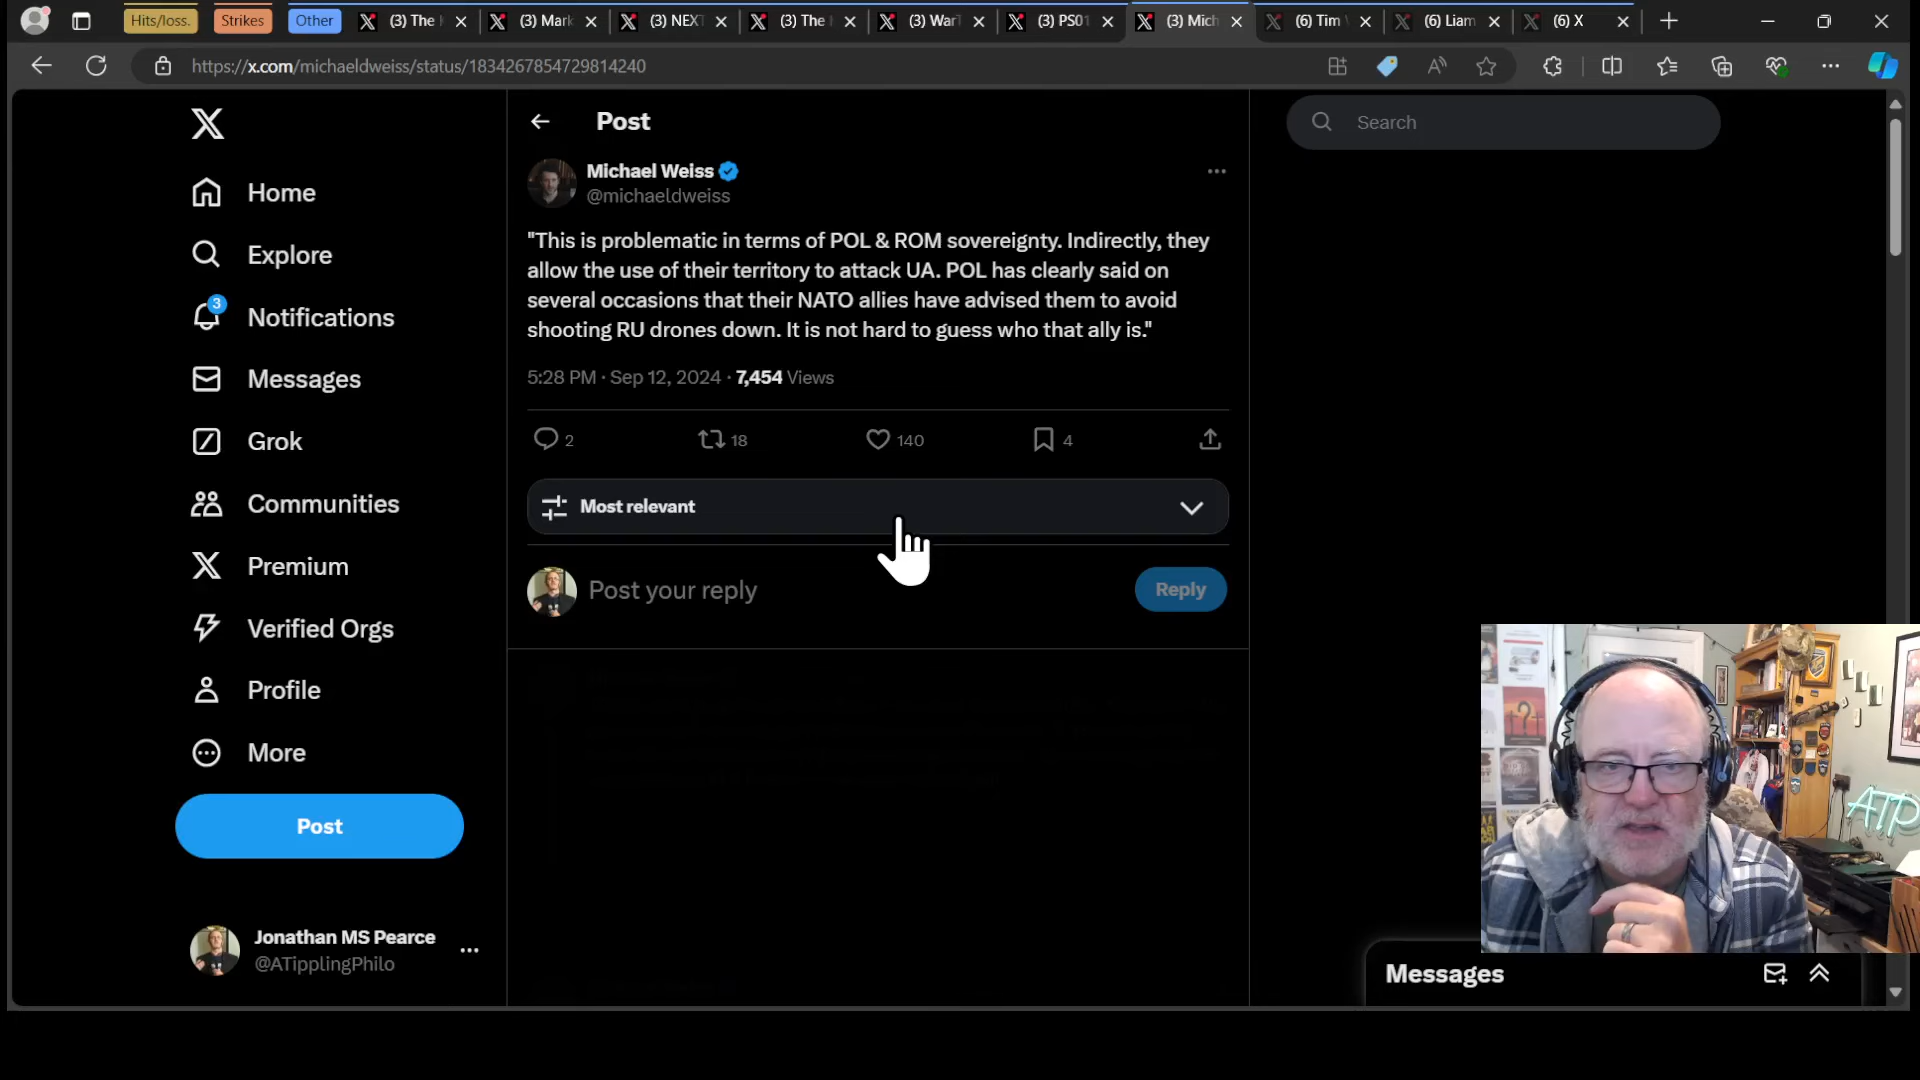 Hits/loss. Strikes Other (3) The (3) Mark (3) NEXT (3) The (3) War (3) PS01 (3) Mich (6) Tim (6) Liam (6) X
https://x.com/michaeldweiss/status/1834267854729814240
Post
Search
Michael Weiss
@michaeldweiss
Home
"This is problematic in terms of POL & ROM sovereignty. Indirectly, they
allow the use of their territory to attack UA. POL has clearly said on
several occasions that their NATO allies have advised them to avoid
shooting RU drones down. It is not hard to guess who that ally is."
Explore
3
Notifications
5:28 PM · Sep 12, 2024 · 7,454 Views
Messages
2 18 140 4
Grok
Most relevant
Communities
Post your reply
Reply
Premium
Verified Orgs
Profile
More
Post
Jonathan MS Pearce
@ATipplingPhilo
ATP
Messages